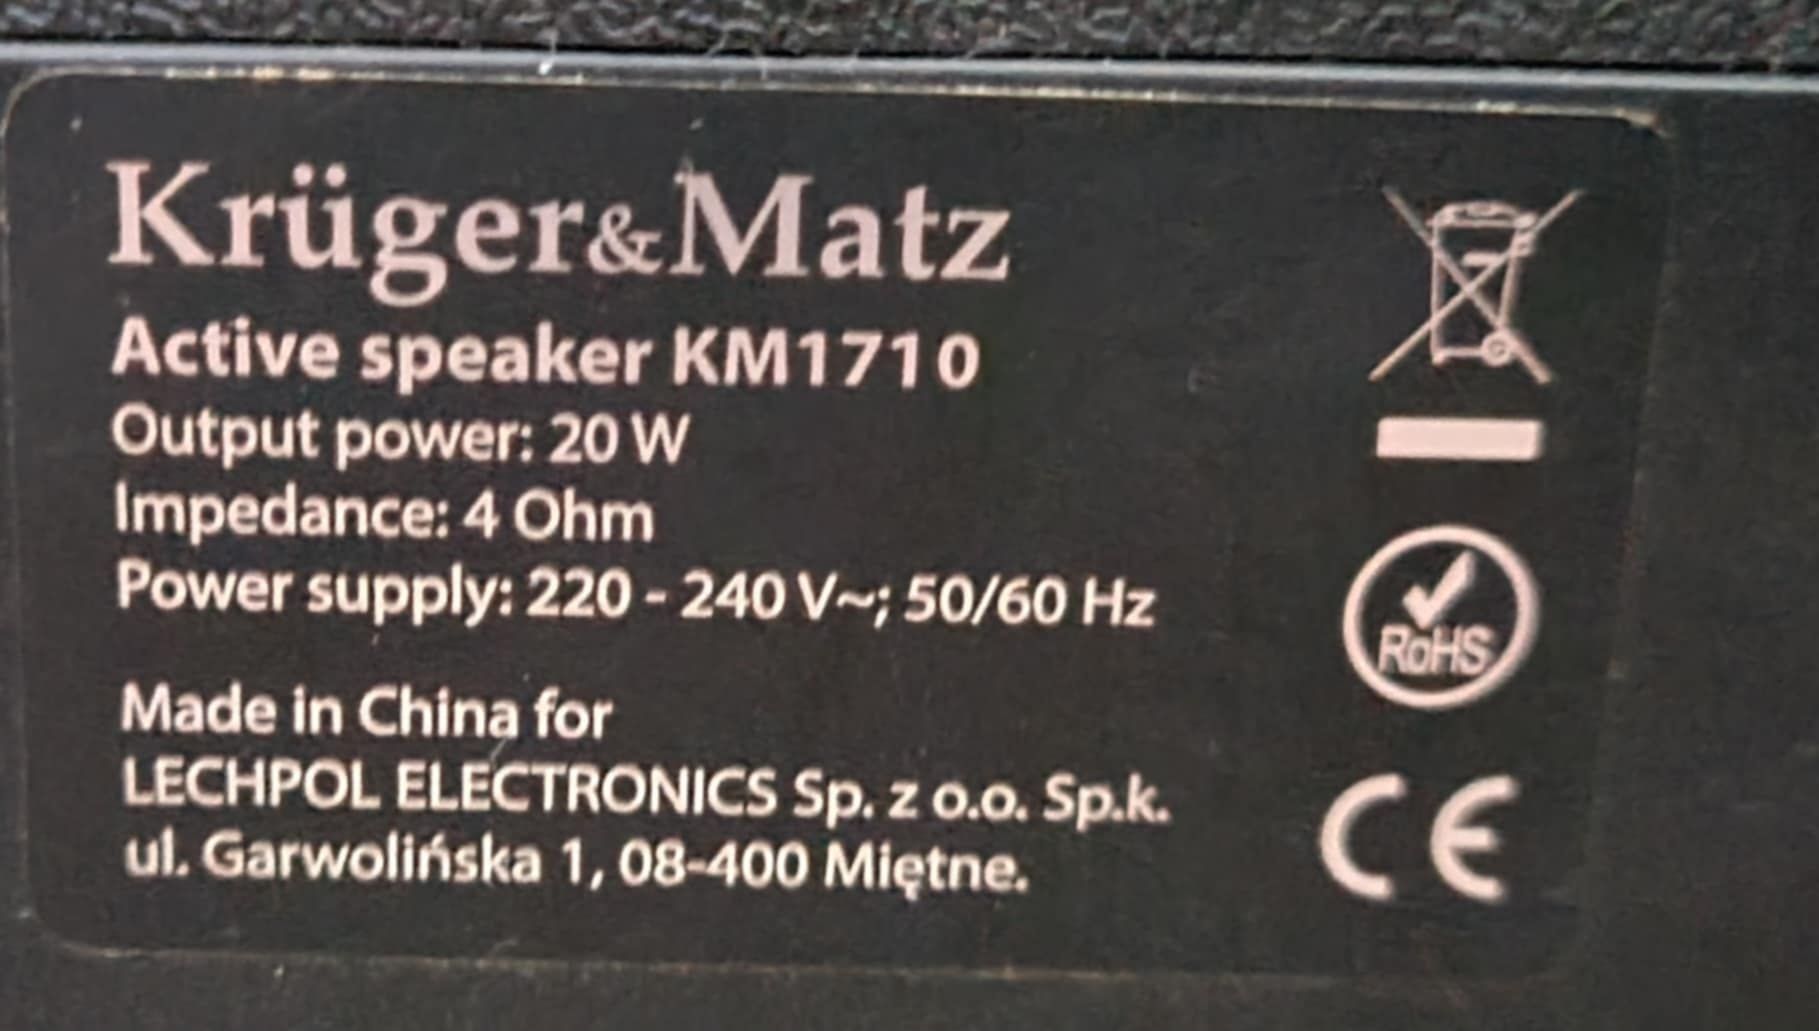 Krüger&Matz
Active speaker KM1710
Output power: 20 W
Impedance: 4 Ohm
Power supply: 220 - 240 V~; 50/60 Hz
Made in China for
LECHPOL ELECTRONICS Sp. z o.o. Sp.k.
ul. Garwolińska 1, 08-400 Miętne.
RoHS
CE